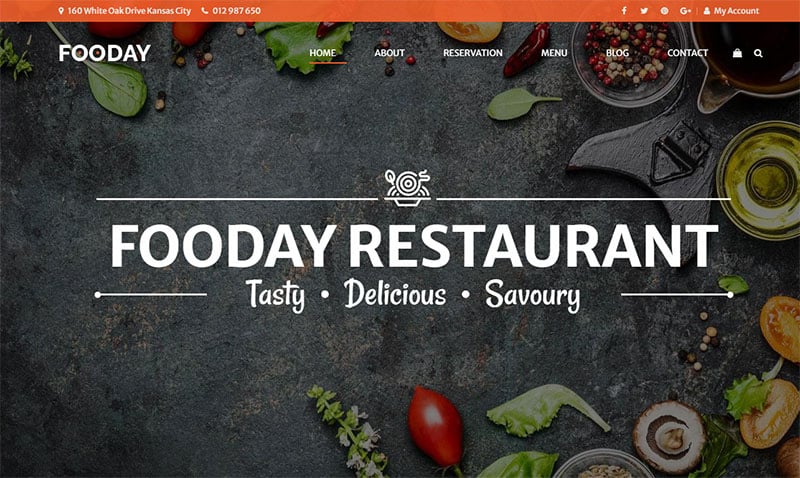 160 White Oak Drive Kansas City 012 987 650 My Account
FOODAY HOME ABOUT RESERVATION MENU BLOG CONTACT
FOODAY RESTAURANT
Tasty • Delicious • Savoury